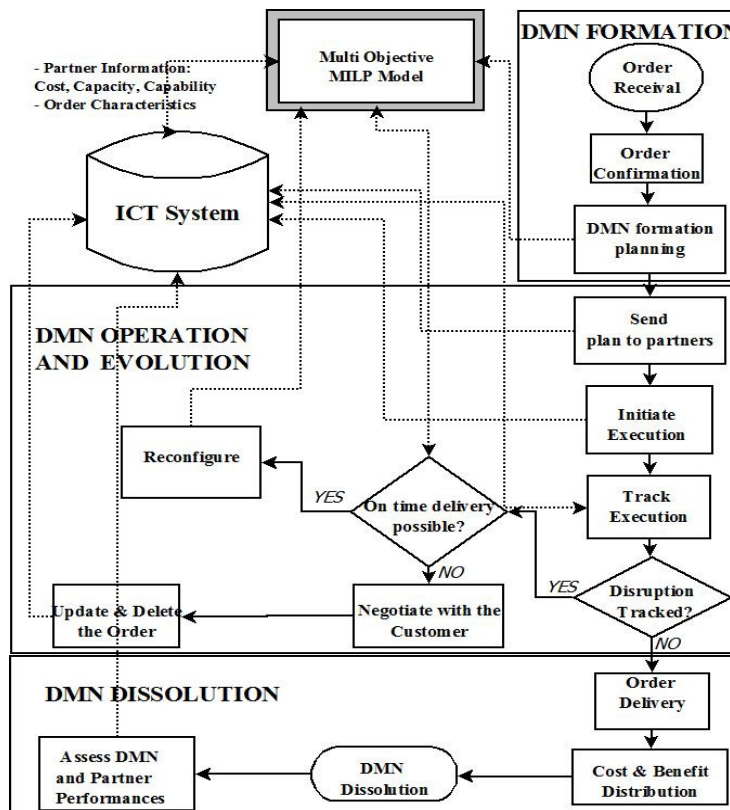 DMN FORMATION
Order
Receival
Order
Confirmation
DMN formation
planning
Multi Objective
MILP Model
- Partner Information:
Cost, Capacity, Capability
- Order Characteristics
ICT System
DMN OPERATION
AND EVOLUTION
Send
plan to partners
Initiate
Execution
Track
Execution
Disruption
Tracked?
YES
NO
On time delivery
possible?
YES
NO
Reconfigure
Negotiate with the
Customer
Update & Delete
the Order
DMN DISSOLUTION
Order
Delivery
Cost & Benefit
Distribution
DMN
Dissolution
Assess DMN
and Partner
Performances